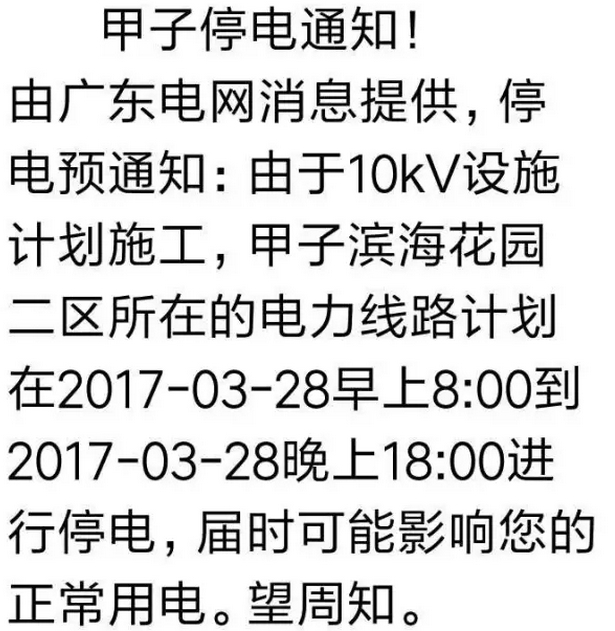 甲子停电通知!
由广东电网消息提供，停
电预通知：由于10kV设施
计划施工，甲子滨海花园
二区所在的电力线路计划
在2017-03-28早上8:00到
2017-03-28晚上18:00进
行停电，届时可能影响您的
正常用电。望周知。